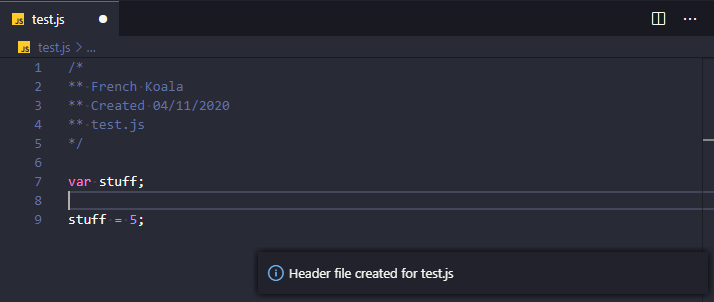 JS test.js
JS test.js > ...
1 /*
2 ** French Koala
3 ** Created 04/11/2020
4 ** test.js
5 */
6
7 var stuff;
8
9 stuff = 5;
Header file created for test.js